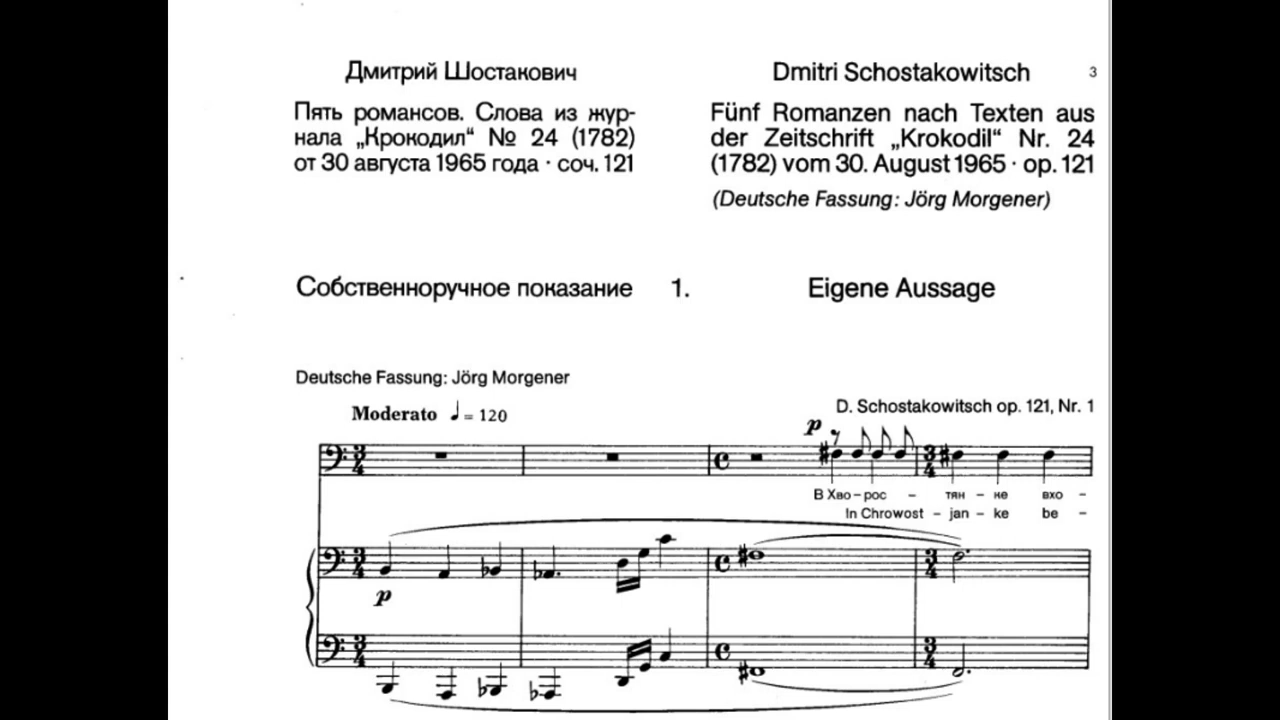 Дмитрий Шостакович
Пять романсов. Слова из жур-
нала „Крокодил“ № 24 (1782)
от 30 августа 1965 года · соч. 121
Dmitri Schostakowitsch
3
Fünf Romanzen nach Texten aus
der Zeitschrift „Krokodil“ Nr. 24
(1782) vom 30. August 1965 · op. 121
(Deutsche Fassung: Jörg Morgener)
Собственноручное показание 1. Eigene Aussage
Deutsche Fassung: Jörg Morgener
Moderato ♩= 120
D. Schostakowitsch op. 121, Nr. 1
p
В Хво – рос – тян – ке вхо –
In Chrowost – jan – ke be –
p